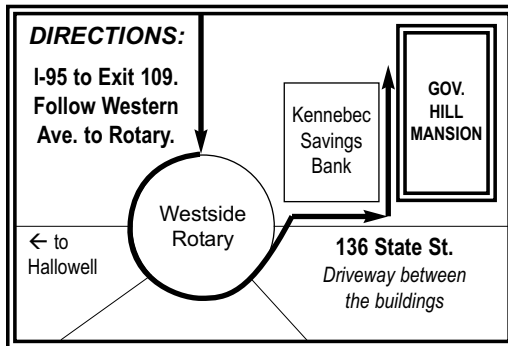 DIRECTIONS:
I-95 to Exit 109.
Follow Western
Ave. to Rotary.
Kennebec
Savings
Bank
GOV.
HILL
MANSION
Westside
Rotary
← to
Hallowell
136 State St.
Driveway between
the buildings